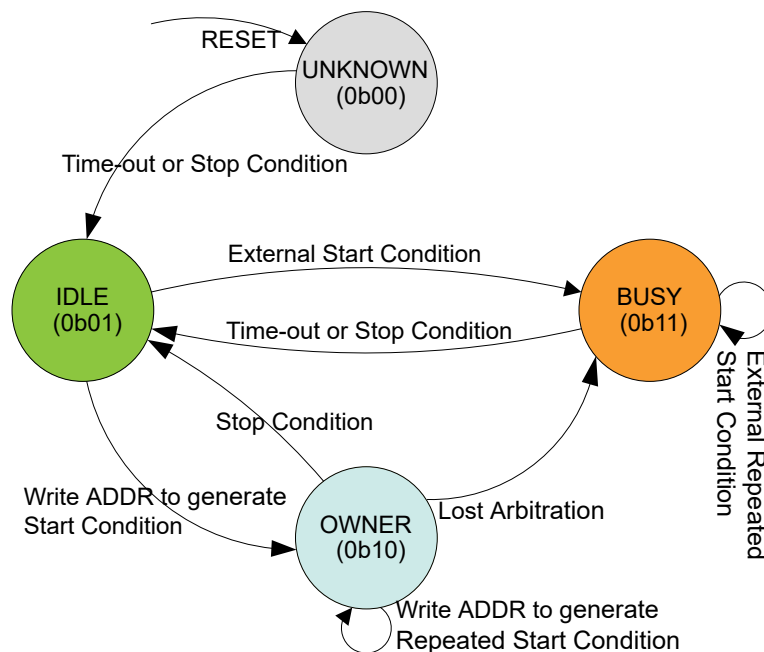 RESET
UNKNOWN
(0b00)
Time-out or Stop Condition
IDLE
(0b01)
External Start Condition
BUSY
(0b11)
Time-out or Stop Condition
External Repeated
Start Condition
Stop Condition
Write ADDR to generate
Start Condition
OWNER
(0b10)
Lost Arbitration
Write ADDR to generate
Repeated Start Condition